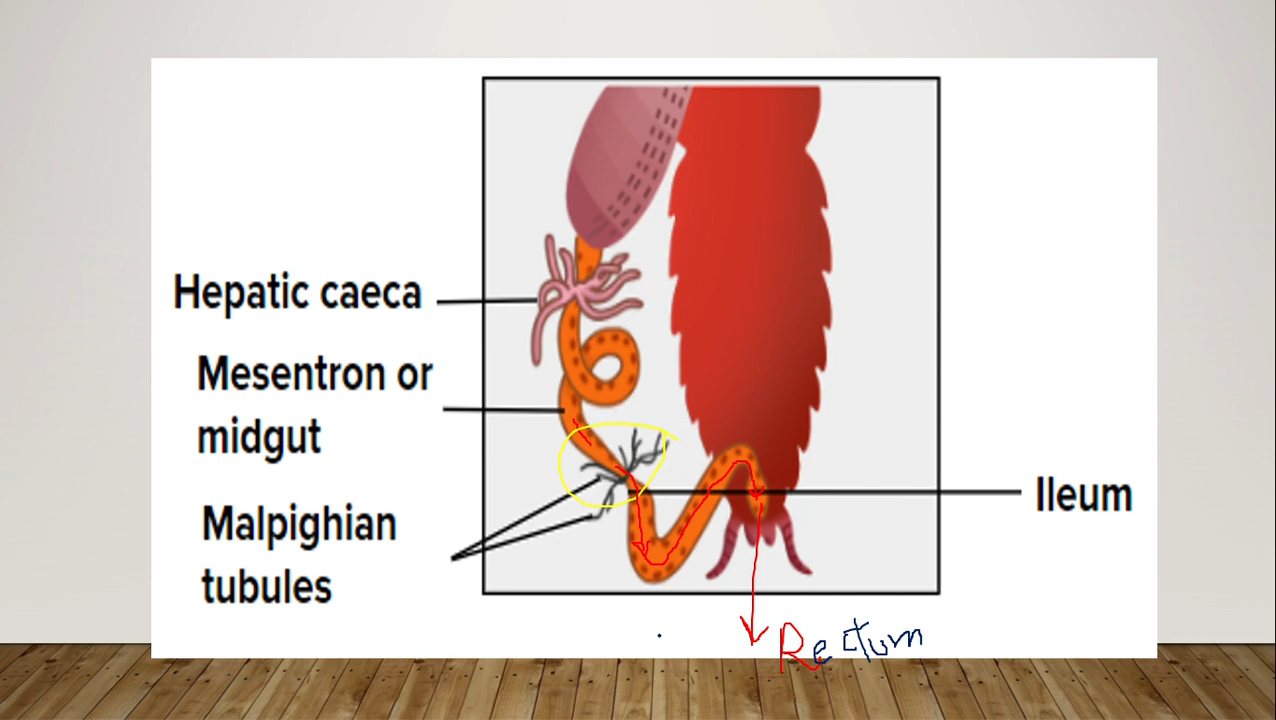 Hepatic caeca
Mesentron or
midgut
Malpighian
tubules
Ileum
Rectum